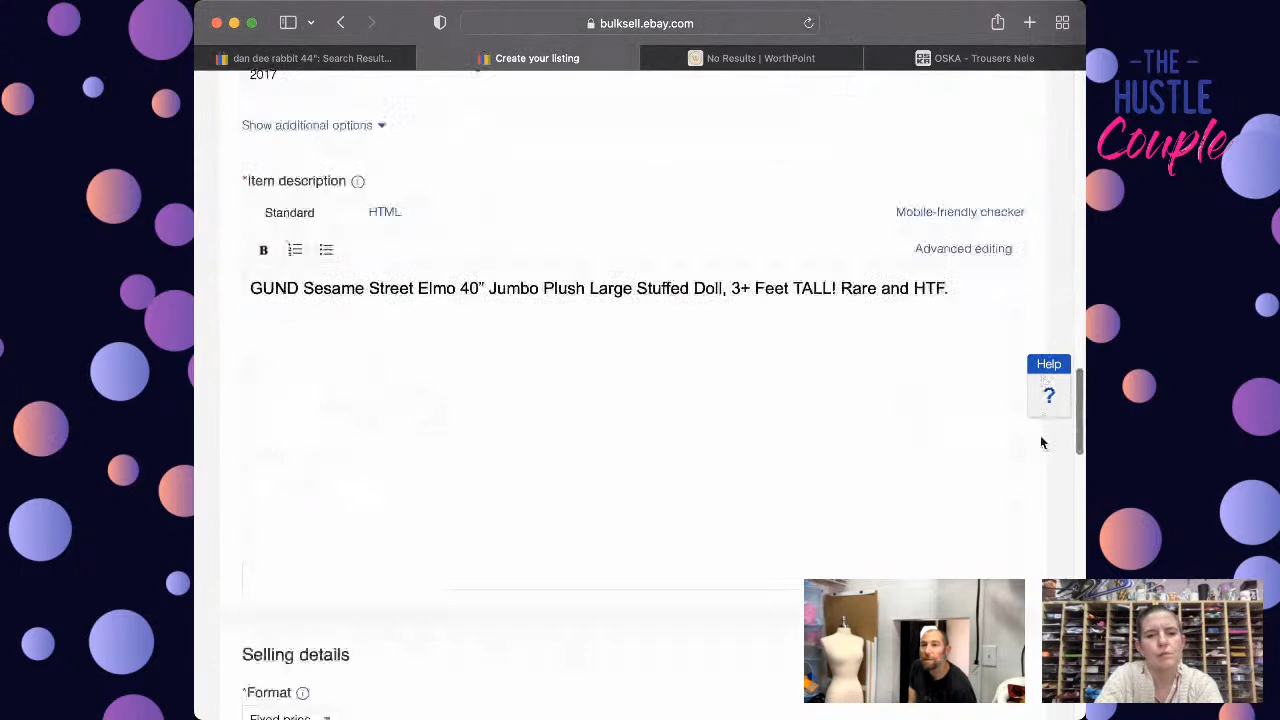 bulksell.ebay.com
dan dee rabbit 44": Search Result...
Create your listing
No Results | WorthPoint
OSKA - Trousers Nele
-THE-
HUSTLE
Couple
2017
Show additional options
*Item description
Standard
HTML
Mobile-friendly checker
B
Advanced editing
GUND Sesame Street Elmo 40" Jumbo Plush Large Stuffed Doll, 3+ Feet TALL! Rare and HTF.
Help
?
Selling details
*Format
Fixed price